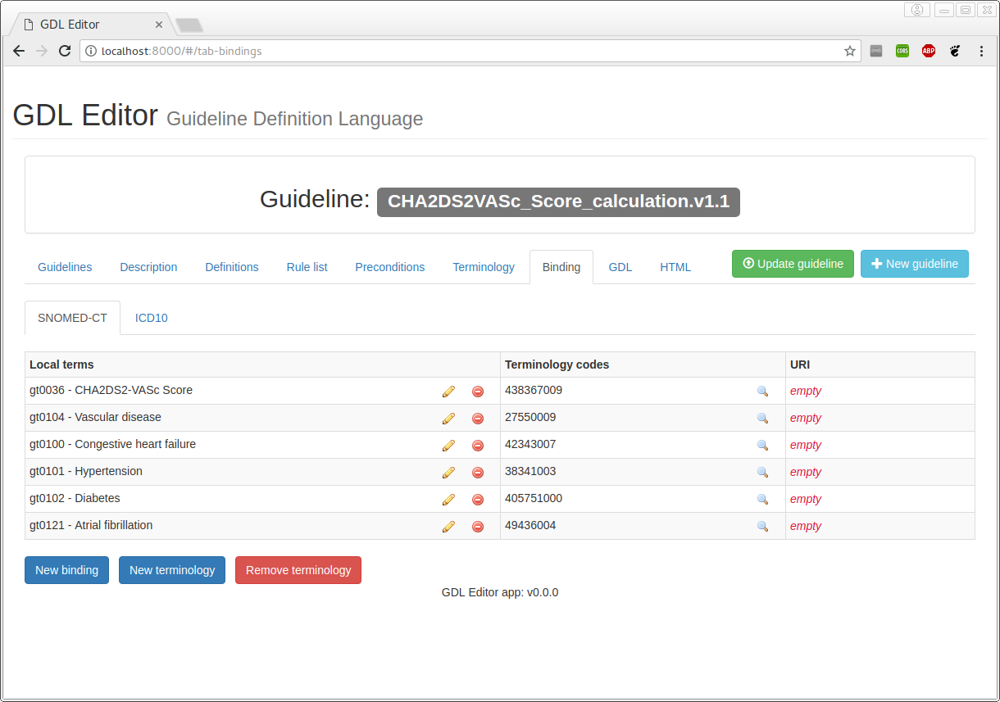 GDL Editor
localhost:8000/#/tab-bindings
CORS
ABP
GDL Editor Guideline Definition Language
Guideline: CHA2DS2VASc_Score_calculation.v1.1
Guidelines Description Definitions Rule list Preconditions Terminology Binding GDL HTML Update guideline New guideline
SNOMED-CT ICD10
Local terms Terminology codes URI
gt0036 - CHA2DS2-VASc Score 438367009 empty
gt0104 - Vascular disease 27550009 empty
gt0100 - Congestive heart failure 42343007 empty
gt0101 - Hypertension 38341003 empty
gt0102 - Diabetes 405751000 empty
gt0121 - Atrial fibrillation 49436004 empty
New binding New terminology Remove terminology
GDL Editor app: v0.0.0